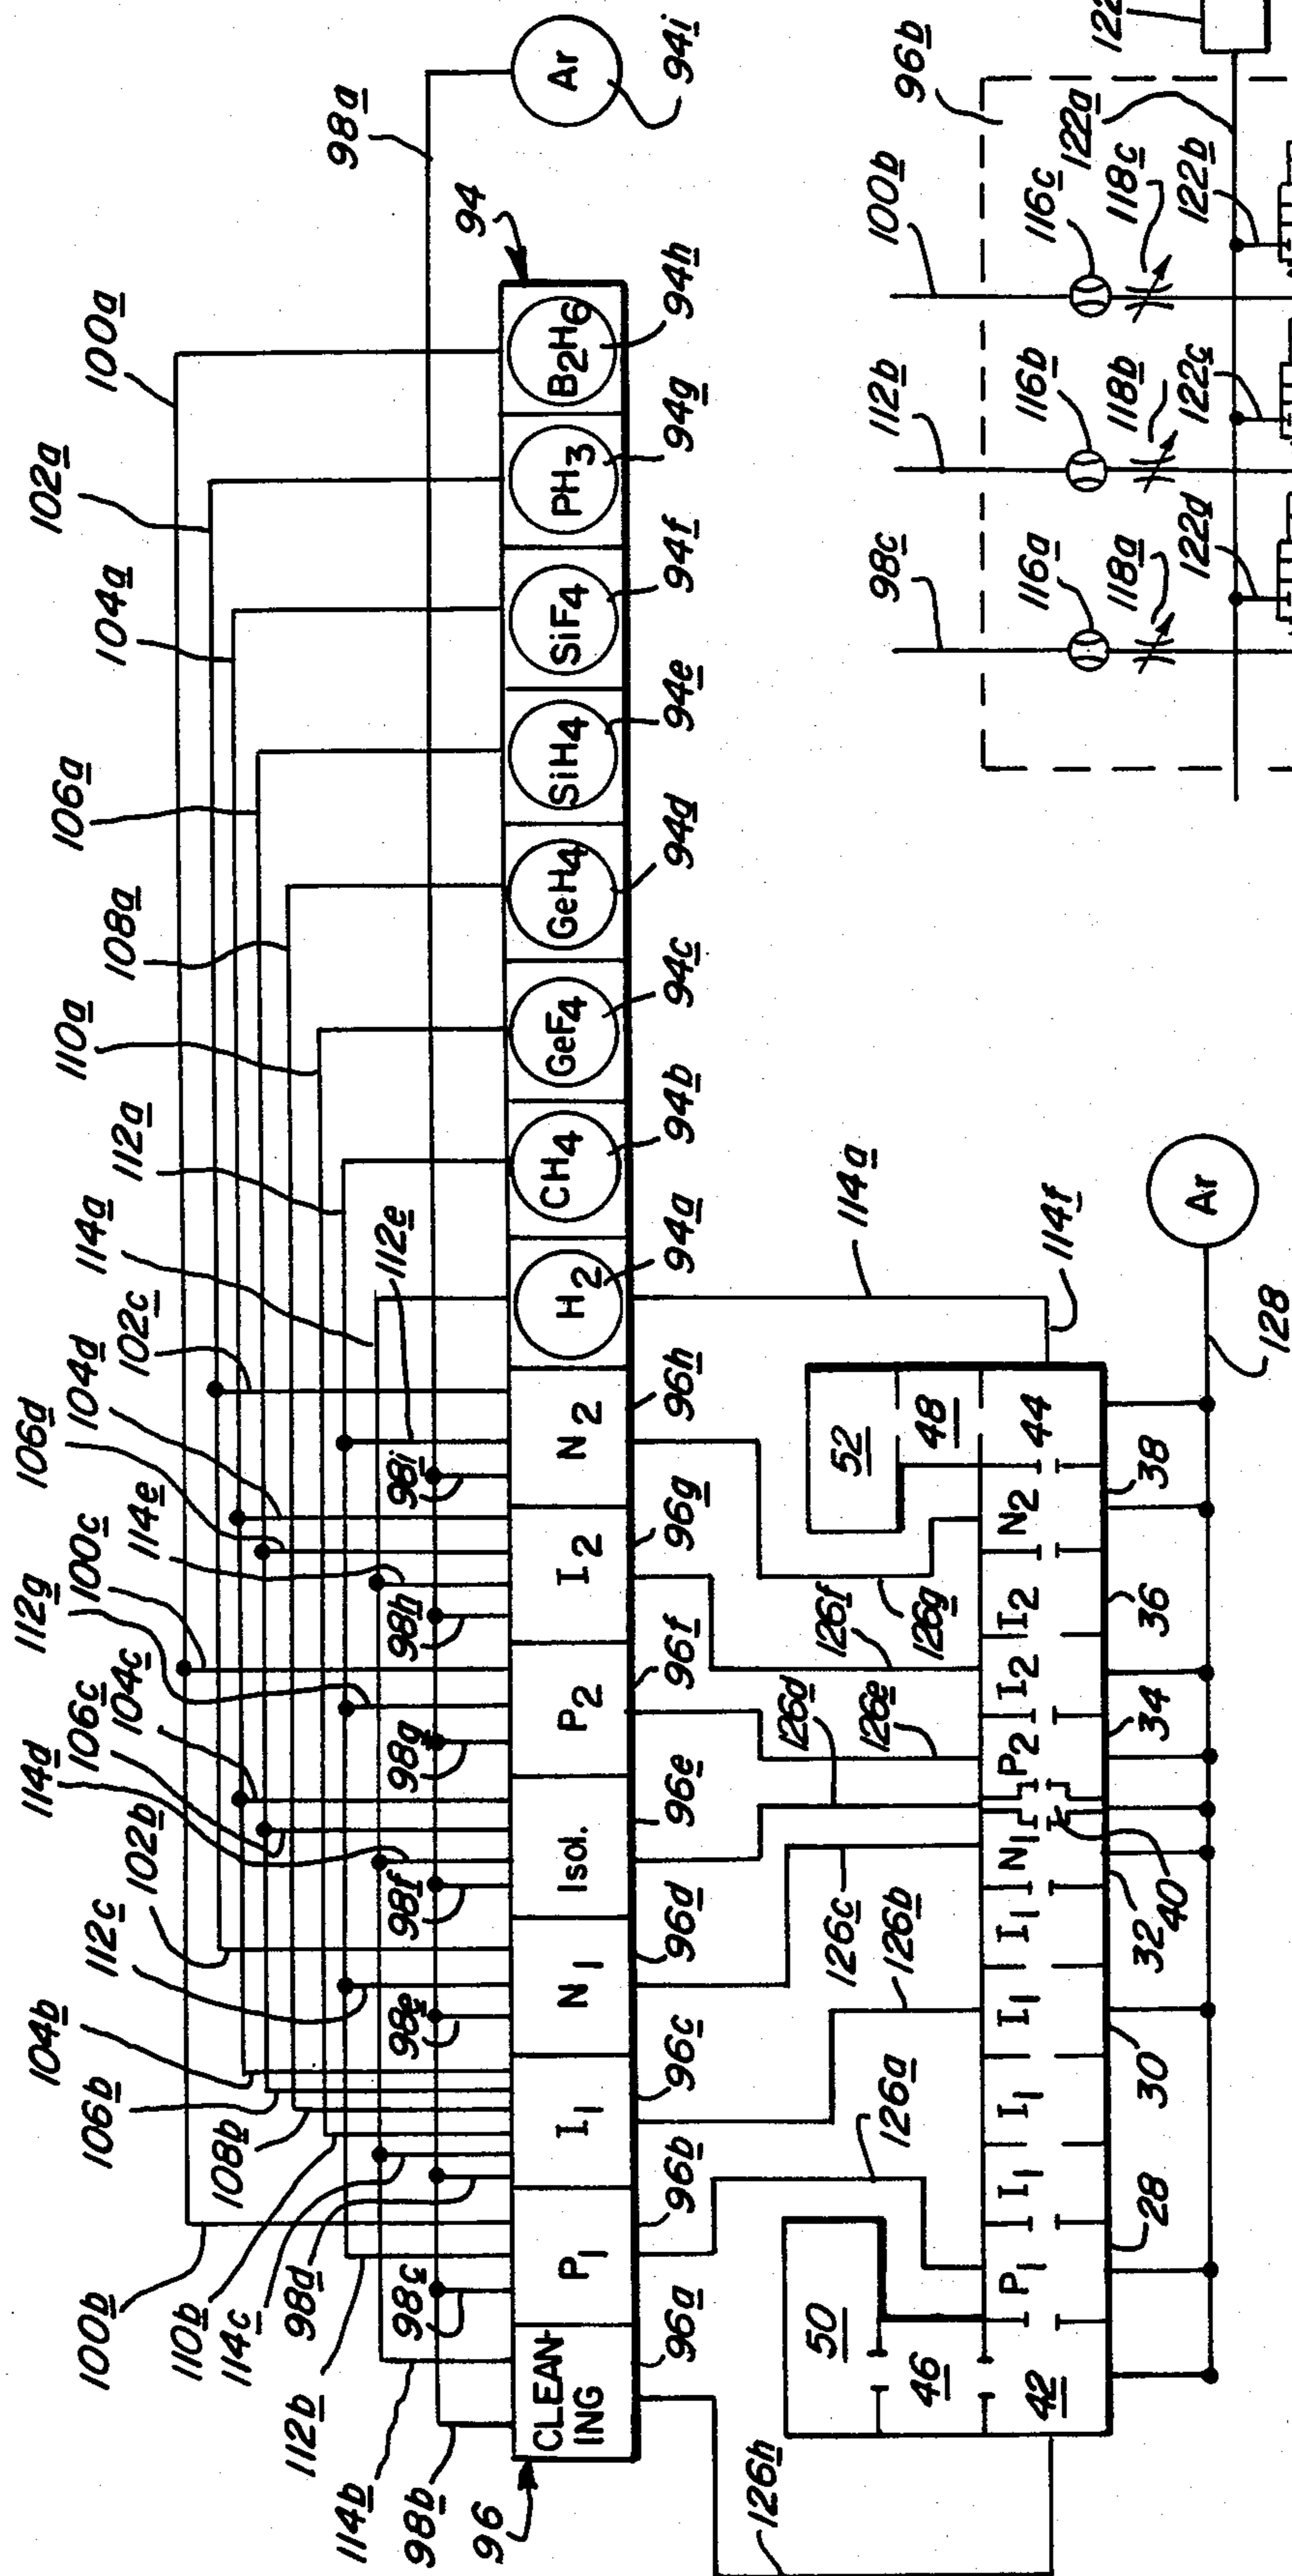 98a
94i
Ar
94
100a
102a
104a
106a
108a
110a
112a
114a
112e
102c
104d
106d
114e
100c
112g
104c
106c
114d
102b
112c
104b
106b
108b
100b
110b
114c
98d
112b
114b
98b
96
98c
98e
98f
98g
98h
98i
CLEAN-
ING
P1
I1
N1
Isol.
P2
I2
N2
H2
CH4
GeF4
GeH4
SiH4
SiF4
PH3
B2H6
96a
96b
96c
96d
96e
96f
96g
96h
94a
94b
94c
94d
94e
94f
94g
94h
126h
126a
126b
126c
126d
126e
126f
126g
114a
114f
50
46
42
52
48
44
P1
I1
I1
I1
I1
N1
P2
I2
I2
N2
28
30
32
40
34
36
38
128
Ar
98c
112b
100b
96b
116a
116b
116c
118a
118b
118c
122a
122b
122c
122d
122